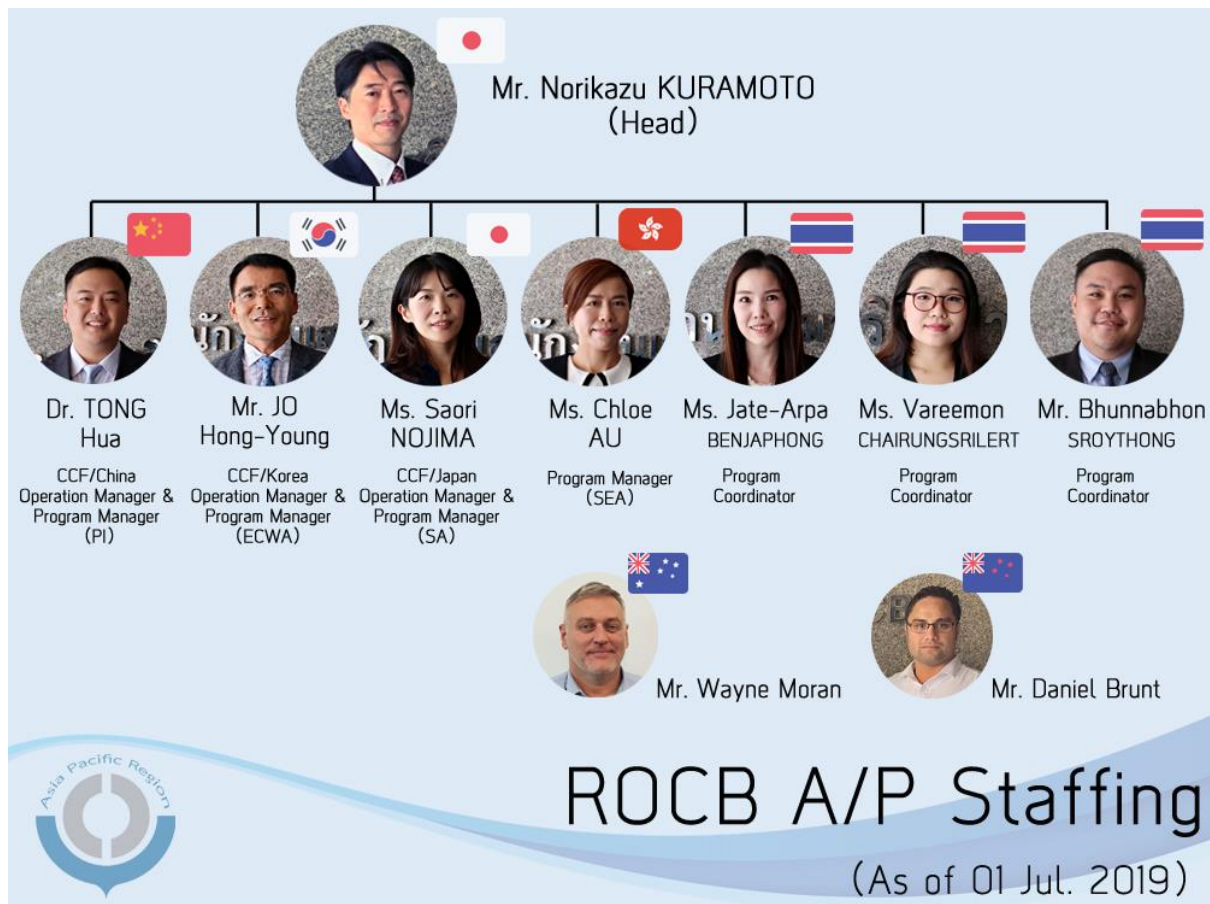 Mr. Norikazu KURAMOTO
(Head)
Dr. TONG
Hua
CCF/China
Operation Manager &
Program Manager
(PI)
Mr. JO
Hong-Young
CCF/Korea
Operation Manager &
Program Manager
(ECWA)
Ms. Saori
NOJIMA
CCF/Japan
Operation Manager &
Program Manager
(SA)
Ms. Chloe
AU
Program Manager
(SEA)
Ms. Jate-Arpa
BENJAPHONG
Program
Coordinator
Ms. Vareemon
CHAIRUNGSRILERT
Program
Coordinator
Mr. Bhunnabhon
SROYTHONG
Program
Coordinator
Mr. Wayne Moran
Mr. Daniel Brunt
Asia Pacific Region
ROCB A/P Staffing
(As of 01 Jul. 2019)